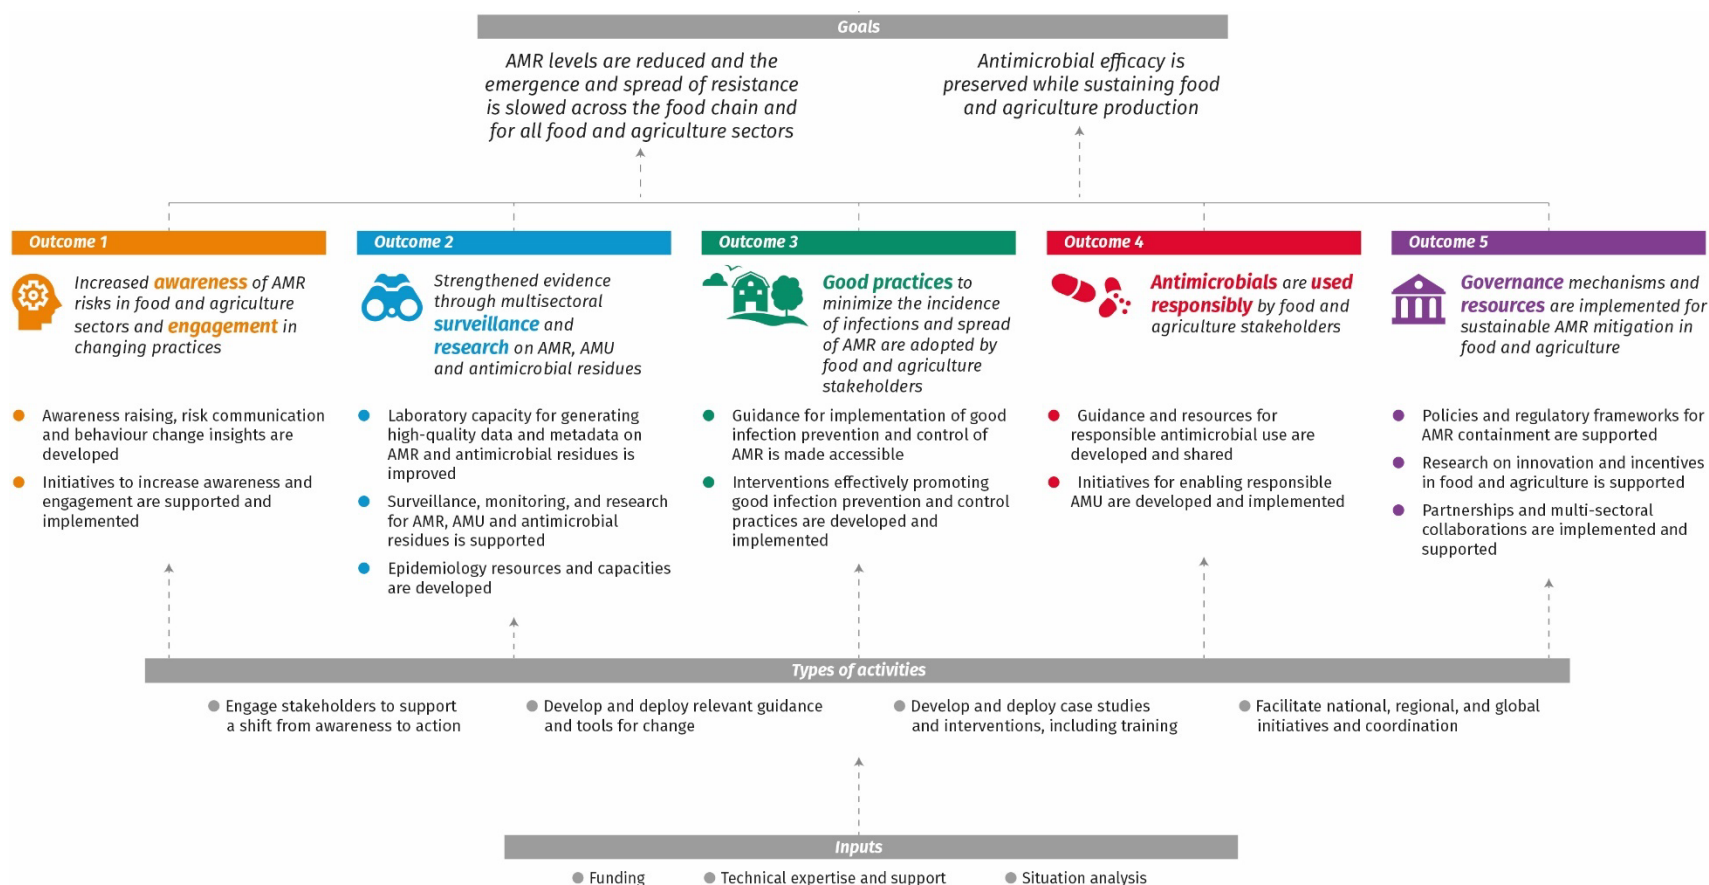 Goals
AMR levels are reduced and the
emergence and spread of resistance
is slowed across the food chain and
for all food and agriculture sectors
Antimicrobial efficacy is
preserved while sustaining food
and agriculture production
Outcome 1
Increased awareness of AMR
risks in food and agriculture
sectors and engagement in
changing practices
Awareness raising, risk communication
and behaviour change insights are
developed
Initiatives to increase awareness and
engagement are supported and
implemented
Outcome 2
Strengthened evidence
through multisectoral
surveillance and
research on AMR, AMU
and antimicrobial residues
Laboratory capacity for generating
high-quality data and metadata on
AMR and antimicrobial residues is
improved
Surveillance, monitoring, and research
for AMR, AMU and antimicrobial
residues is supported
Epidemiology resources and capacities
are developed
Outcome 3
Good practices to
minimize the incidence
of infections and spread
of AMR are adopted by
food and agriculture
stakeholders
Guidance for implementation of good
infection prevention and control of
AMR is made accessible
Interventions effectively promoting
good infection prevention and control
practices are developed and
implemented
Outcome 4
Antimicrobials are used
responsibly by food and
agriculture stakeholders
Guidance and resources for
responsible antimicrobial use are
developed and shared
Initiatives for enabling responsible
AMU are developed and implemented
Outcome 5
Governance mechanisms and
resources are implemented for
sustainable AMR mitigation in
food and agriculture
Policies and regulatory frameworks for
AMR containment are supported
Research on innovation and incentives
in food and agriculture is supported
Partnerships and multi-sectoral
collaborations are implemented and
supported
Types of activities
Engage stakeholders to support
a shift from awareness to action
Develop and deploy relevant guidance
and tools for change
Develop and deploy case studies
and interventions, including training
Facilitate national, regional, and global
initiatives and coordination
Inputs
Funding
Technical expertise and support
Situation analysis